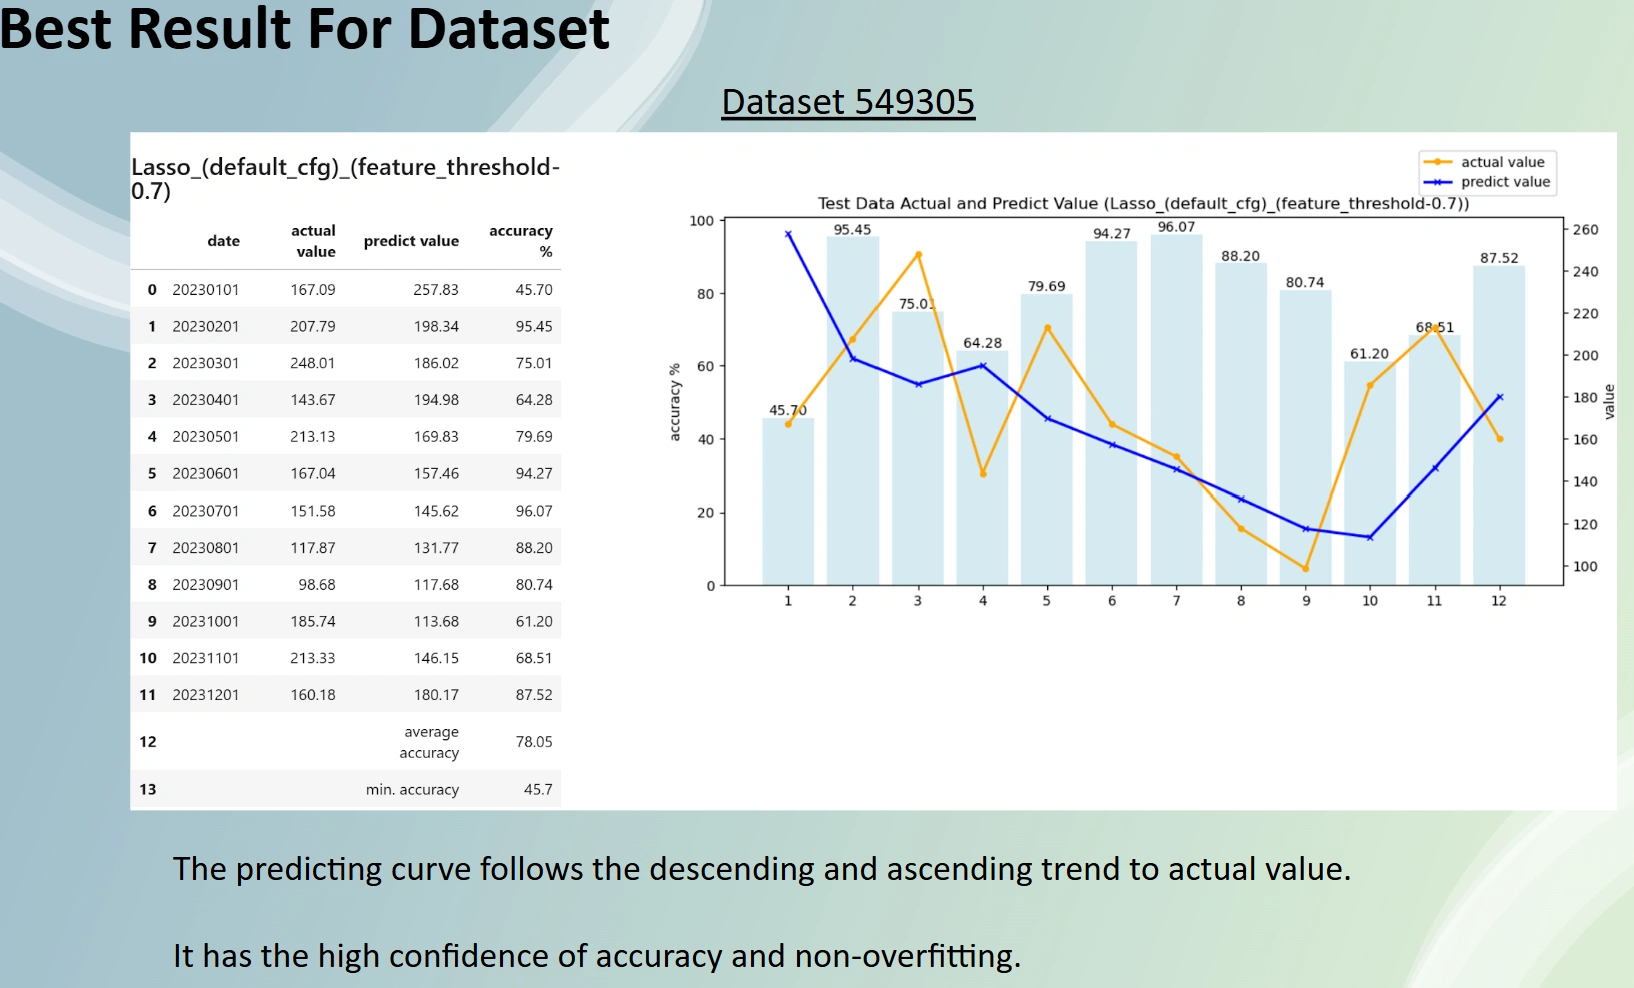 Best Result For Dataset
Dataset 549305
Lasso_(default_cfg)_(feature_threshold-
0.7)
date actual value predict value accuracy %
0 20230101 167.09 257.83 45.70
1 20230201 207.79 198.34 95.45
2 20230301 248.01 186.02 75.01
3 20230401 143.67 194.98 64.28
4 20230501 213.13 169.83 79.69
5 20230601 167.04 157.46 94.27
6 20230701 151.58 145.62 96.07
7 20230801 117.87 131.77 88.20
8 20230901 98.68 117.68 80.74
9 20231001 185.74 113.68 61.20
10 20231101 213.33 146.15 68.51
11 20231201 160.18 180.17 87.52
12 average accuracy 78.05
13 min. accuracy 45.7
actual value
predict value
Test Data Actual and Predict Value (Lasso_(default_cfg)_(feature_threshold-0.7))
accuracy %
100
80
60
40
20
0
45.70
95.45
75.01
64.28
79.69
94.27
96.07
88.20
80.74
61.20
68.51
87.52
260
240
220
200
180
160
140
120
100
value
1 2 3 4 5 6 7 8 9 10 11 12
The predicting curve follows the descending and ascending trend to actual value.
It has the high confidence of accuracy and non-overfitting.